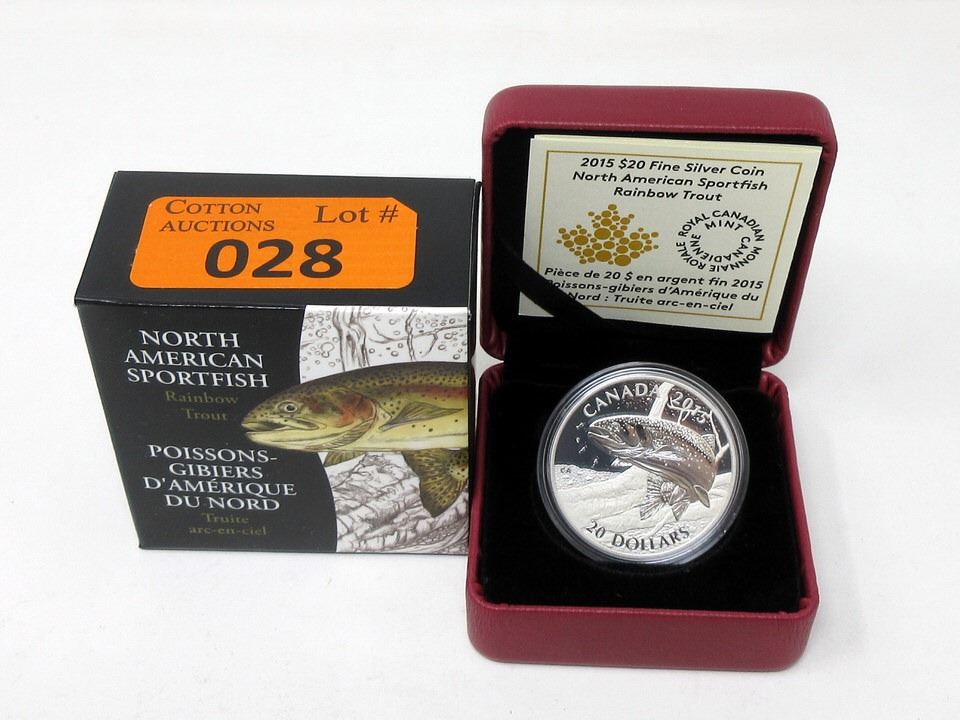 COTTON AUCTIONS
Lot #
028
NORTH
AMERICAN
SPORTFISH
Rainbow
Trout
POISSONS-
GIBIERS
D'AMÉRIQUE
DU NORD
Truite
arc-en-ciel
2015 $20 Fine Silver Coin
North American Sportfish
Rainbow Trout
ROYAL CANADIAN MINT
MONNAIE ROYALE CANADIENNE
Pièce de 20 $ en argent fin 2015
Poissons-gibiers d'Amérique du
Nord : Truite arc-en-ciel
CANADA 2015
CA
20 DOLLARS